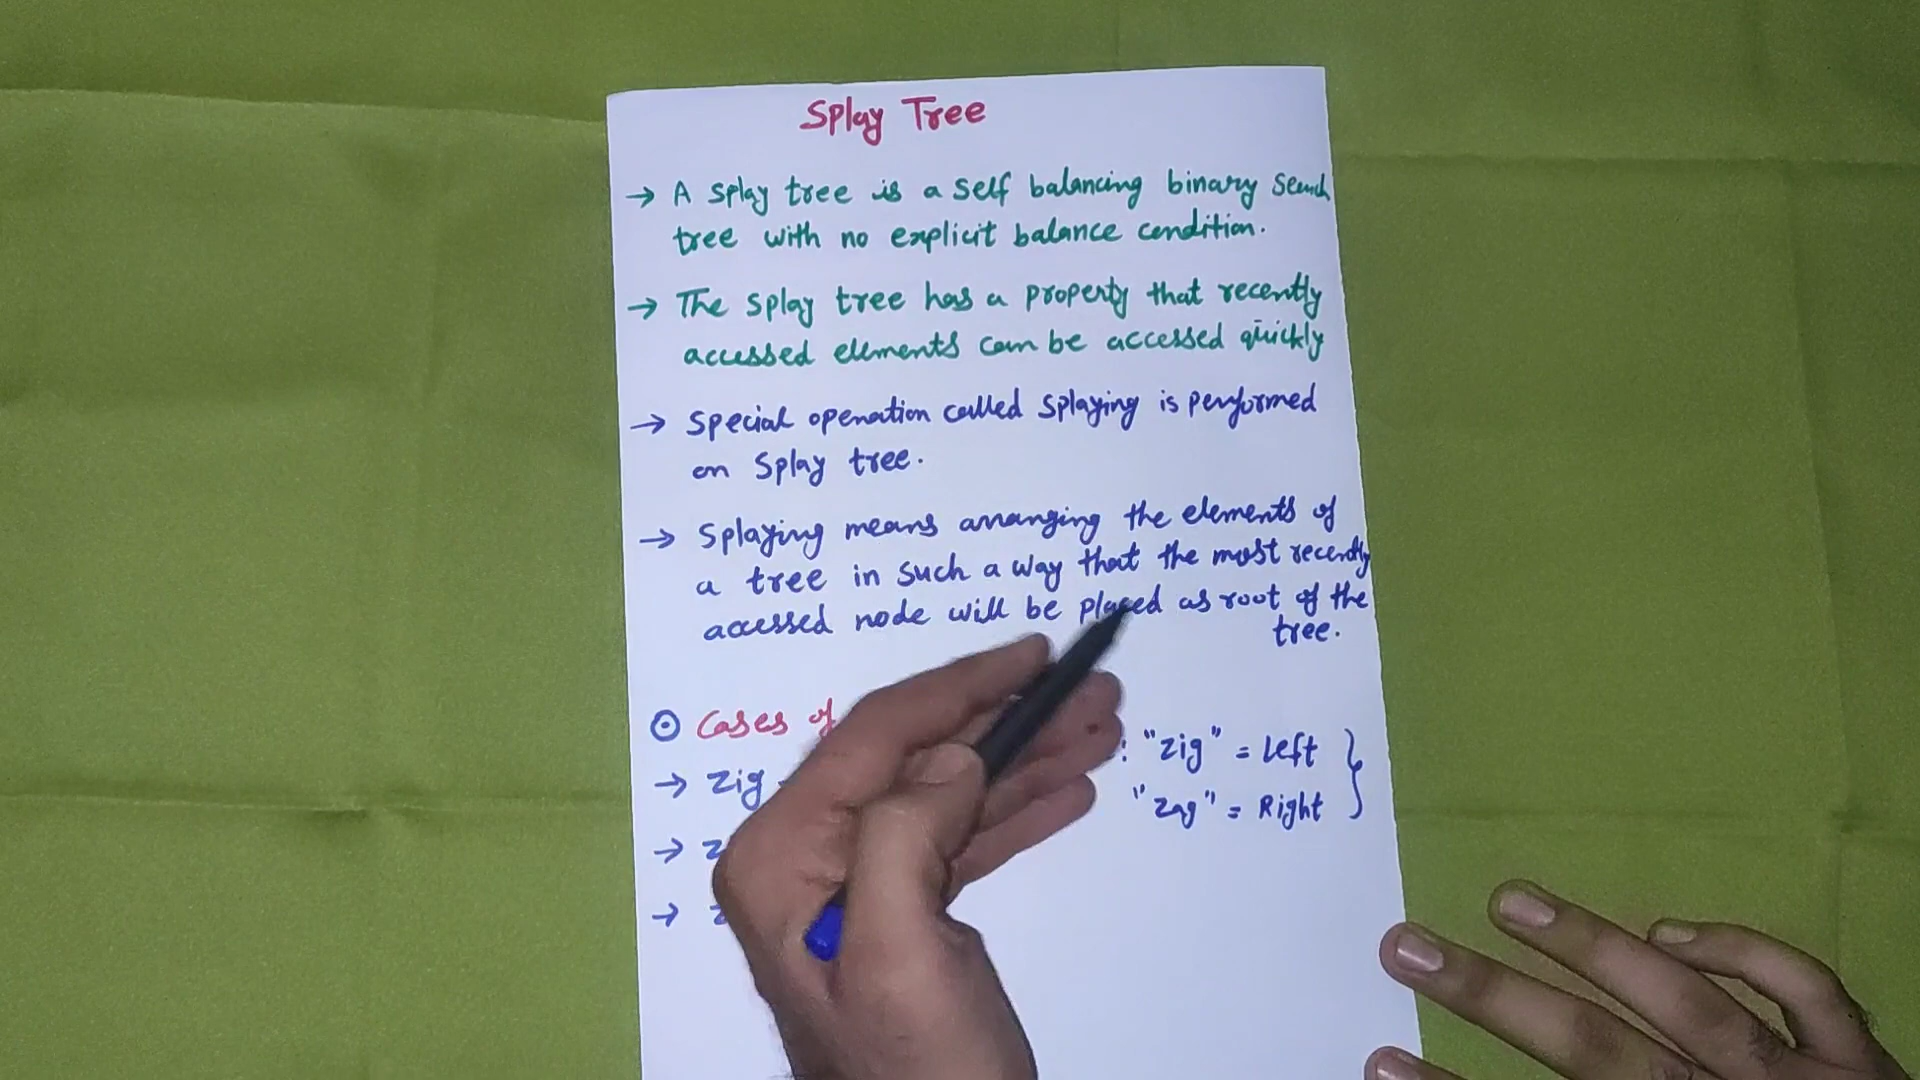 Splay Tree
→ A splay tree is a self balancing binary search
tree with no explicit balance condition.
→ The splay tree has a property that recently
accessed elements can be accessed quickly
→ Special operation called Splaying is performed
on Splay tree.
→ Splaying means arranging the elements of
a tree in such a way that the most recently
accessed node will be placed as root of the
tree.
⊙ Cases of
: "zig" = Left
→ zig
"zag" = Right
→ z
→ z